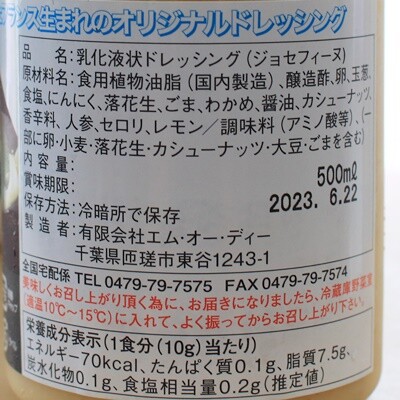 フランス生まれのオリジナルドレッシング
品名:乳化液状ドレッシング(ジョセフィーヌ)
原材料名:食用植物油脂(国内製造)、醸造酢、卵、玉葱、
食塩、にんにく、落花生、ごま、わかめ、醤油、カシューナッツ、
香辛料、人参、セロリ、レモン/調味料(アミノ酸等)、(一
部に卵・小麦・落花生・カシューナッツ・大豆・ごまを含む)
内容量: 500mℓ
賞味期限: 2023. 6.22
保存方法:冷暗所で保存
製造者:有限会社エム・オー・ディー
千葉県匝瑳市東谷1243-1
全国宅配係 TEL 0479-79-7575 FAX 0479-79-7574
美味しくお召し上がり頂く為に、お届きになりましたら、冷蔵庫野菜室
(適温10℃～15℃)に入れて、よく振ってからお召し上がり下さい。
栄養成分表示(1食分(10g)当たり)
エネルギー70kcal、たんぱく質0.1g、脂質7.5g、
炭水化物0.1g、食塩相当量0.2g(推定値)